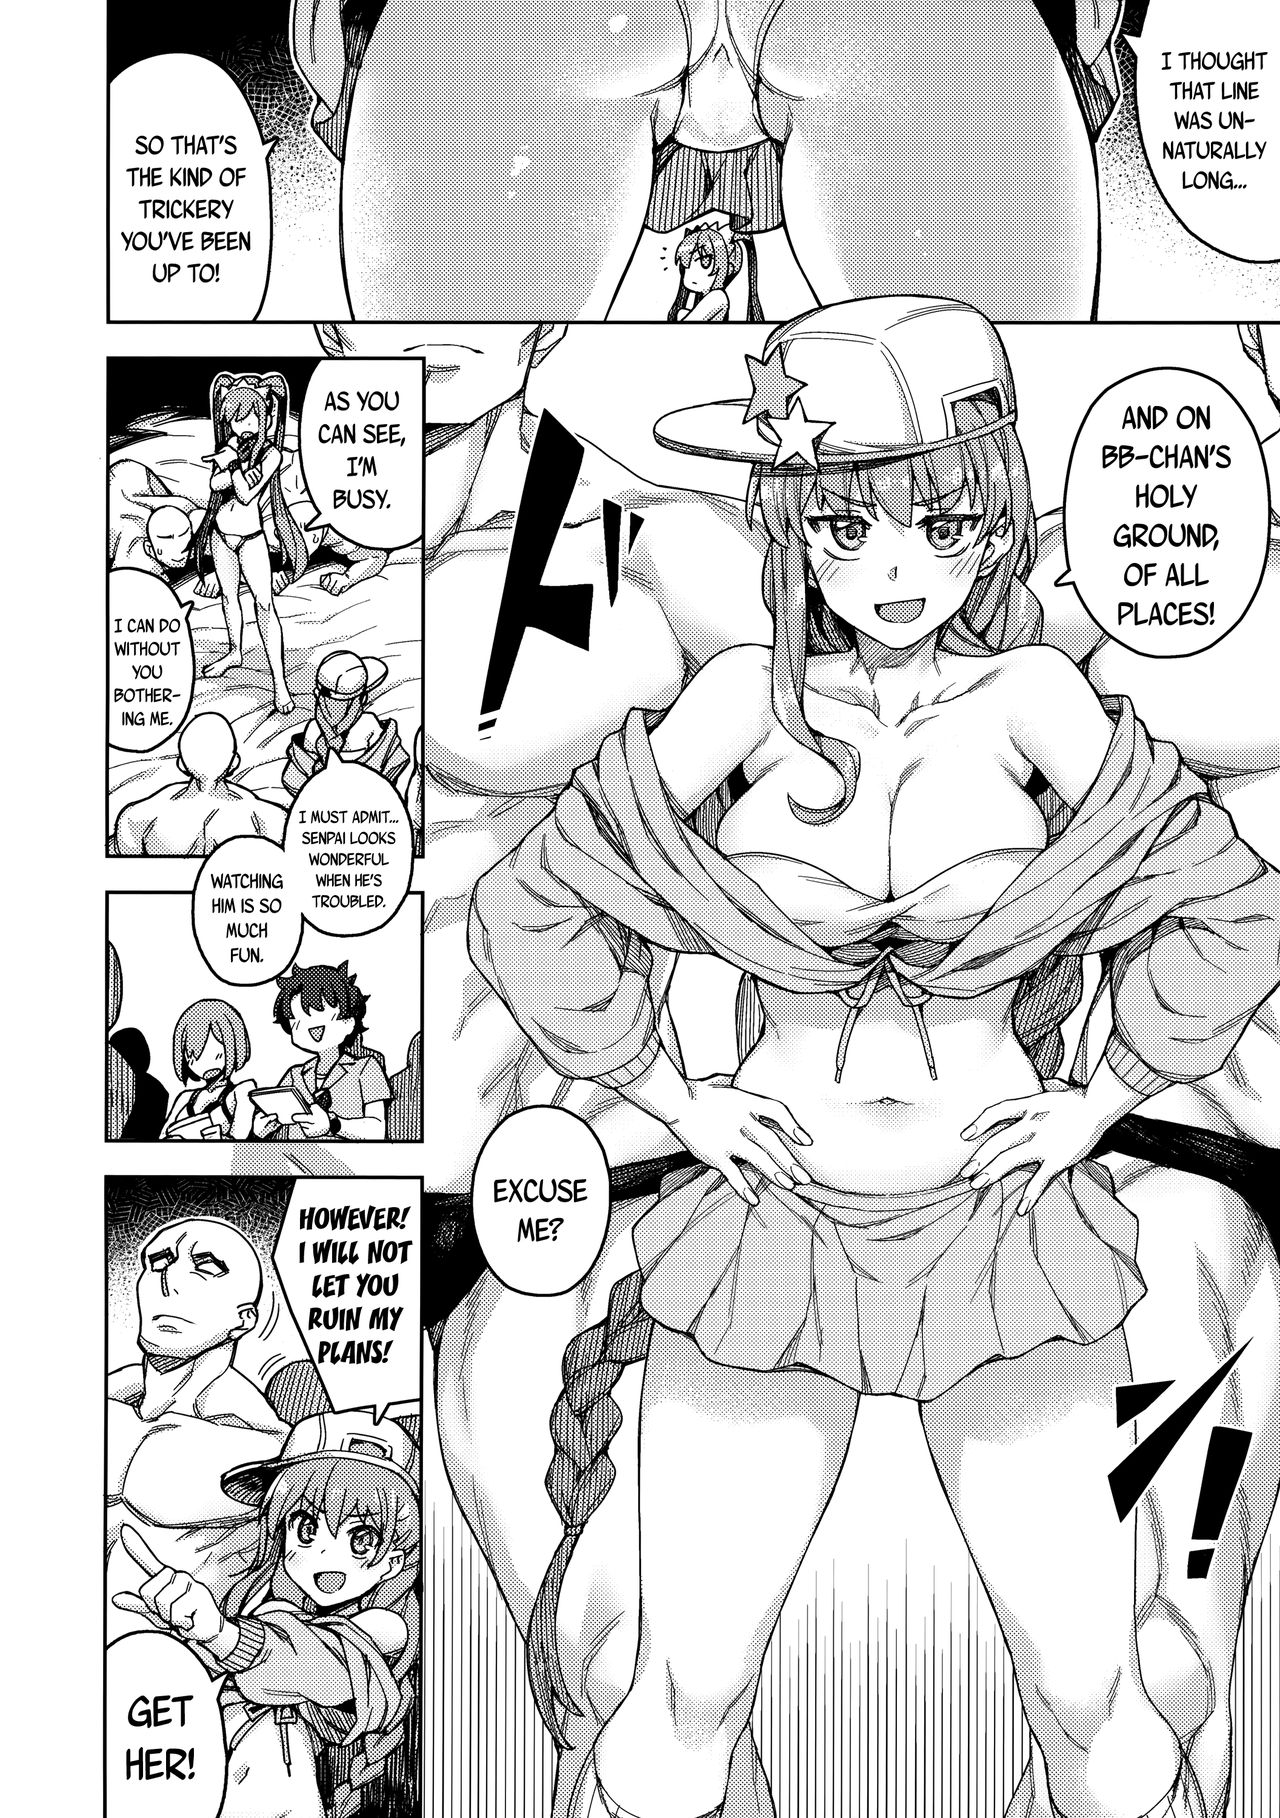 I THOUGHT
THAT LINE
WAS UN-
NATURALLY
LONG...
SO THAT'S
THE KIND OF
TRICKERY
YOU'VE BEEN
UP TO!
AND ON
BB-CHAN'S
HOLY
GROUND,
OF ALL
PLACES!
ドドン!!
EXCUSE
ME?
AS YOU
CAN SEE,
I'M
BUSY.
I CAN DO
WITHOUT
YOU
BOTHER-
ING ME.
I MUST ADMIT...
SENPAI LOOKS
WONDERFUL
WHEN HE'S
TROUBLED.
WATCHING
HIM IS SO
MUCH
FUN.
HOWEVER!
I WILL NOT
LET YOU
RUIN MY
PLANS!
GET
HER!